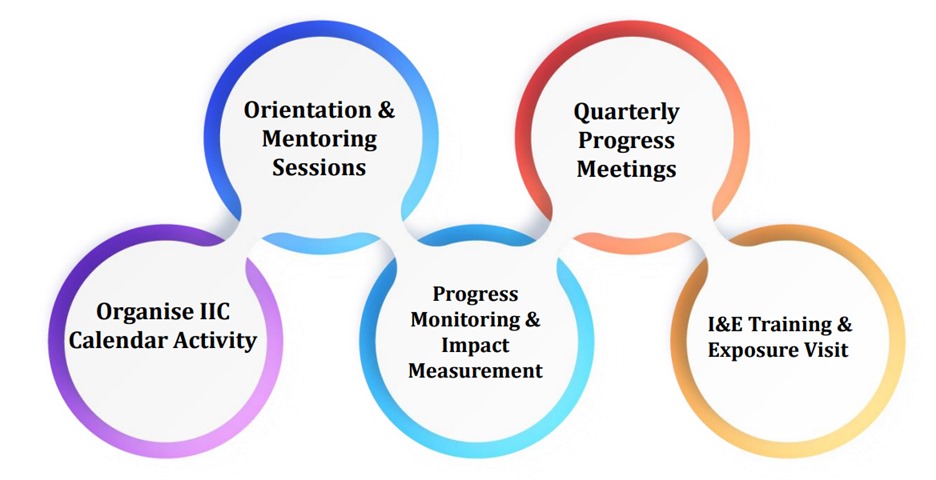 Organise IIC
Calendar Activity
Orientation &
Mentoring
Sessions
Progress
Monitoring &
Impact
Measurement
Quarterly
Progress
Meetings
I&E Training &
Exposure Visit